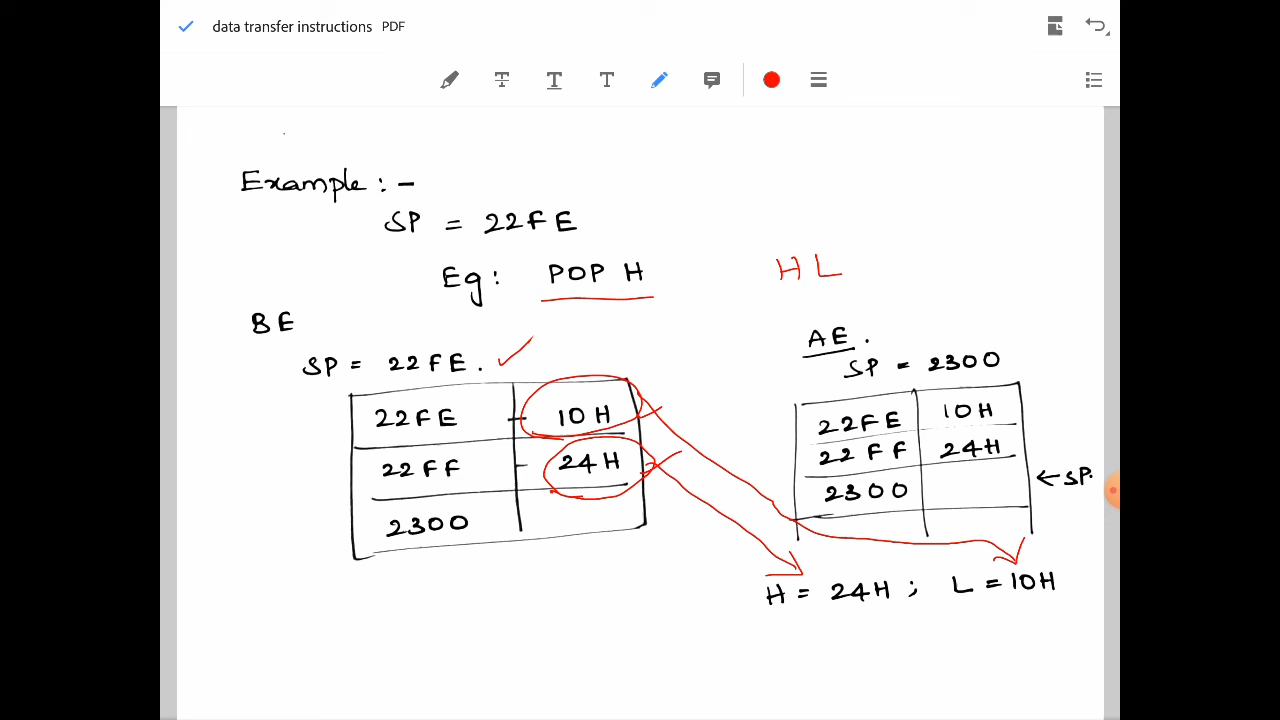 data transfer instructions PDF
Example : -
SP = 22FE
Eg : POP H
H L
BE
SP = 22FE .
22FE - 10H
22FF - 24H
2300
AE .
SP = 2300
22FE 10H
22FF 24H
2300
← SP.
H = 24H ; L = 10H